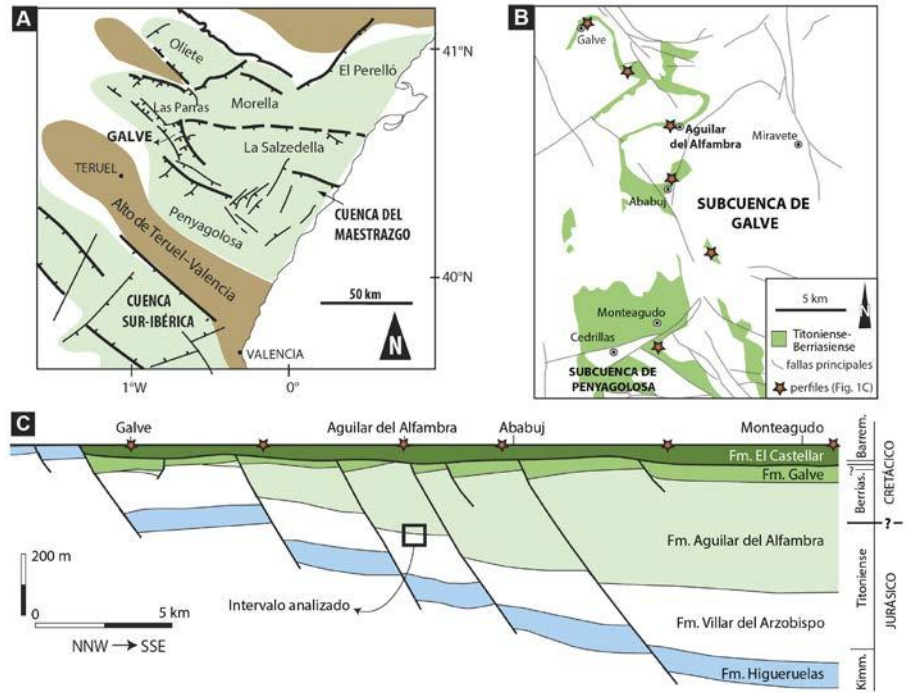 A
Oliete
El Perelló
41°N
Las Parras
Morella
GALVE
La Salzedella
TERUEL
Penyagolosa
CUENCA DEL
MAESTRAZGO
Alto de Teruel–Valencia
40°N
CUENCA
SUR-IBÉRICA
50 km
N
VALENCIA
1°W
0°
B
Galve
Aguilar
del Alfambra
Miravete
Ababuj
SUBCUENCA DE
GALVE
Monteagudo
Cedrillas
SUBCUENCA DE
PENYAGOLOSA
5 km
N
Titoniense-
Berriasiense
fallas principales
perfiles (Fig. 1C)
C
Galve
Aguilar del Alfambra
Ababuj
Monteagudo
Fm. El Castellar
Fm. Galve
Fm. Aguilar del Alfambra
Fm. Villar del Arzobispo
Fm. Higueruelas
Intervalo analizado
200 m
0
5 km
NNW → SSE
Barrem.
?
Berrias.
Titoniense
Kimm.
CRETÁCICO
?
JURÁSICO